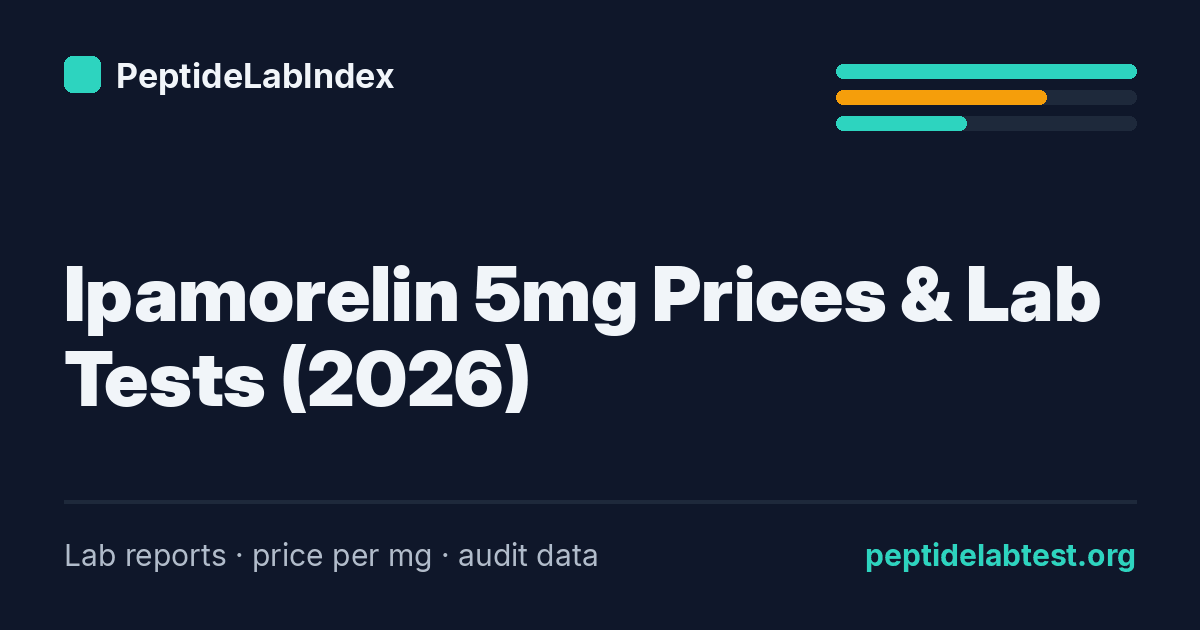 PeptideLabIndex
Ipamorelin 5mg Prices & Lab
Tests (2026)
Lab reports · price per mg · audit data
peptidelabtest.org